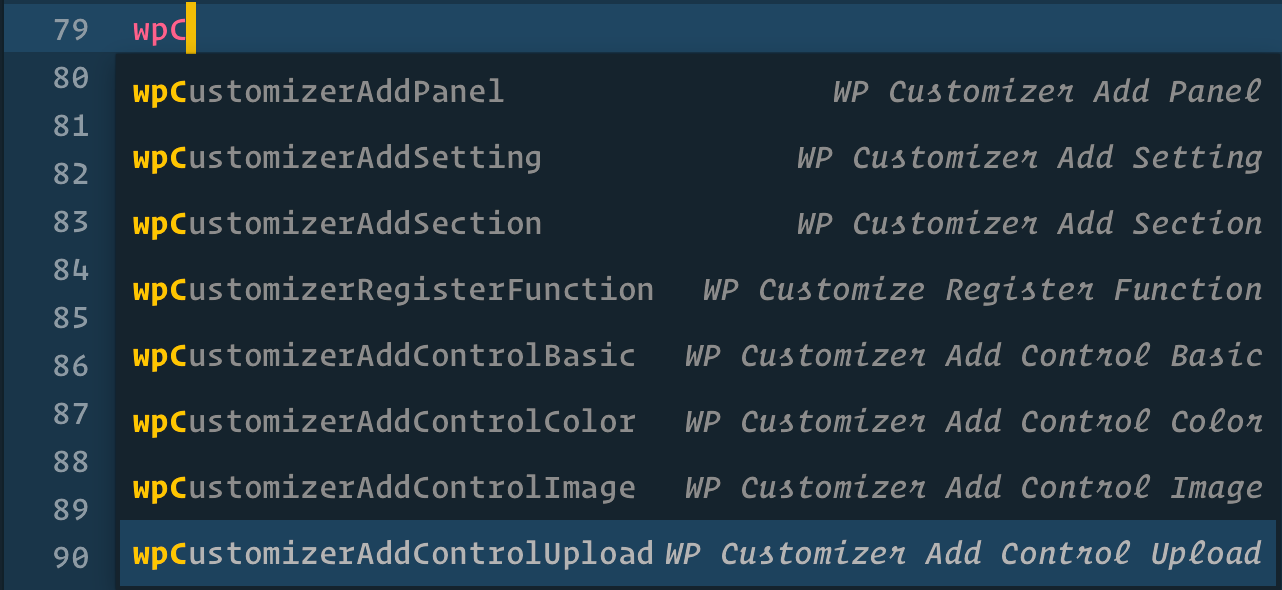 79 wpC
80 wpCustomizerAddPanel WP Customizer Add Panel
81
82 wpCustomizerAddSetting WP Customizer Add Setting
83 wpCustomizerAddSection WP Customizer Add Section
84 wpCustomizerRegisterFunction WP Customize Register Function
85
86 wpCustomizerAddControlBasic WP Customizer Add Control Basic
87 wpCustomizerAddControlColor WP Customizer Add Control Color
88
89 wpCustomizerAddControlImage WP Customizer Add Control Image
90 wpCustomizerAddControlUpload WP Customizer Add Control Upload